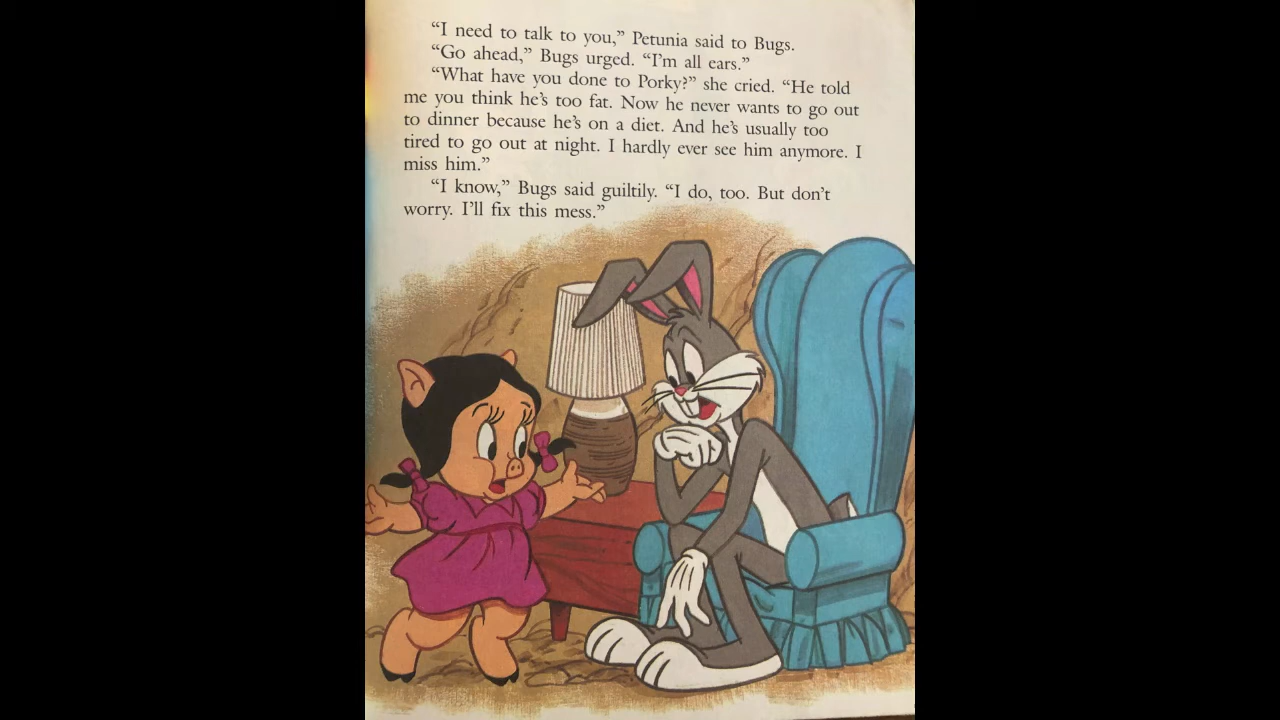 “I need to talk to you,” Petunia said to Bugs.
“Go ahead,” Bugs urged. “I’m all ears.”
“What have you done to Porky?” she cried. “He told
me you think he’s too fat. Now he never wants to go out
to dinner because he’s on a diet. And he’s usually too
tired to go out at night. I hardly ever see him anymore. I
miss him.”
“I know,” Bugs said guiltily. “I do, too. But don’t
worry. I’ll fix this mess.”